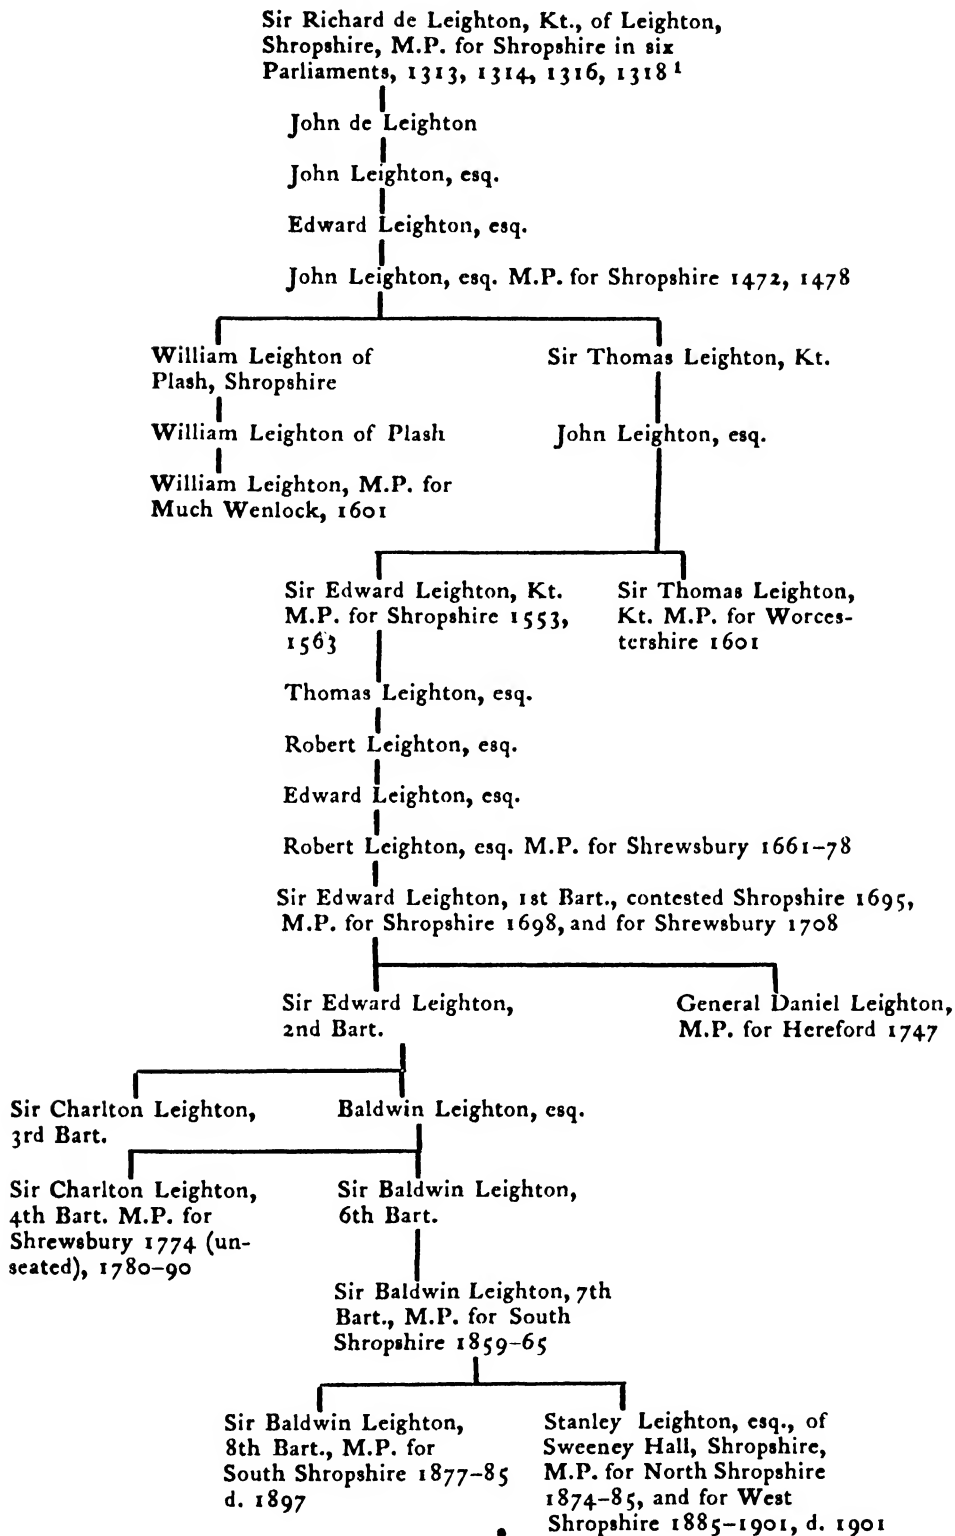 Sir Richard de Leighton, Kt., of Leighton,
Shropshire, M.P. for Shropshire in six
Parliaments, 1313, 1314, 1316, 1318 ¹
John de Leighton
John Leighton, esq.
Edward Leighton, esq.
John Leighton, esq. M.P. for Shropshire 1472, 1478
William Leighton of
Plash, Shropshire
Sir Thomas Leighton, Kt.
William Leighton of Plash
John Leighton, esq.
William Leighton, M.P. for
Much Wenlock, 1601
Sir Edward Leighton, Kt.
M.P. for Shropshire 1553,
1563
Sir Thomas Leighton,
Kt. M.P. for Worces-
tershire 1601
Thomas Leighton, esq.
Robert Leighton, esq.
Edward Leighton, esq.
Robert Leighton, esq. M.P. for Shrewsbury 1661–78
Sir Edward Leighton, 1st Bart., contested Shropshire 1695,
M.P. for Shropshire 1698, and for Shrewsbury 1708
Sir Edward Leighton,
2nd Bart.
General Daniel Leighton,
M.P. for Hereford 1747
Sir Charlton Leighton,
3rd Bart.
Baldwin Leighton, esq.
Sir Charlton Leighton,
4th Bart. M.P. for
Shrewsbury 1774 (un-
seated), 1780–90
Sir Baldwin Leighton,
6th Bart.
Sir Baldwin Leighton, 7th
Bart., M.P. for South
Shropshire 1859–65
Sir Baldwin Leighton,
8th Bart., M.P. for
South Shropshire 1877–85
d. 1897
Stanley Leighton, esq., of
Sweeney Hall, Shropshire,
M.P. for North Shropshire
1874–85, and for West
Shropshire 1885–1901, d. 1901